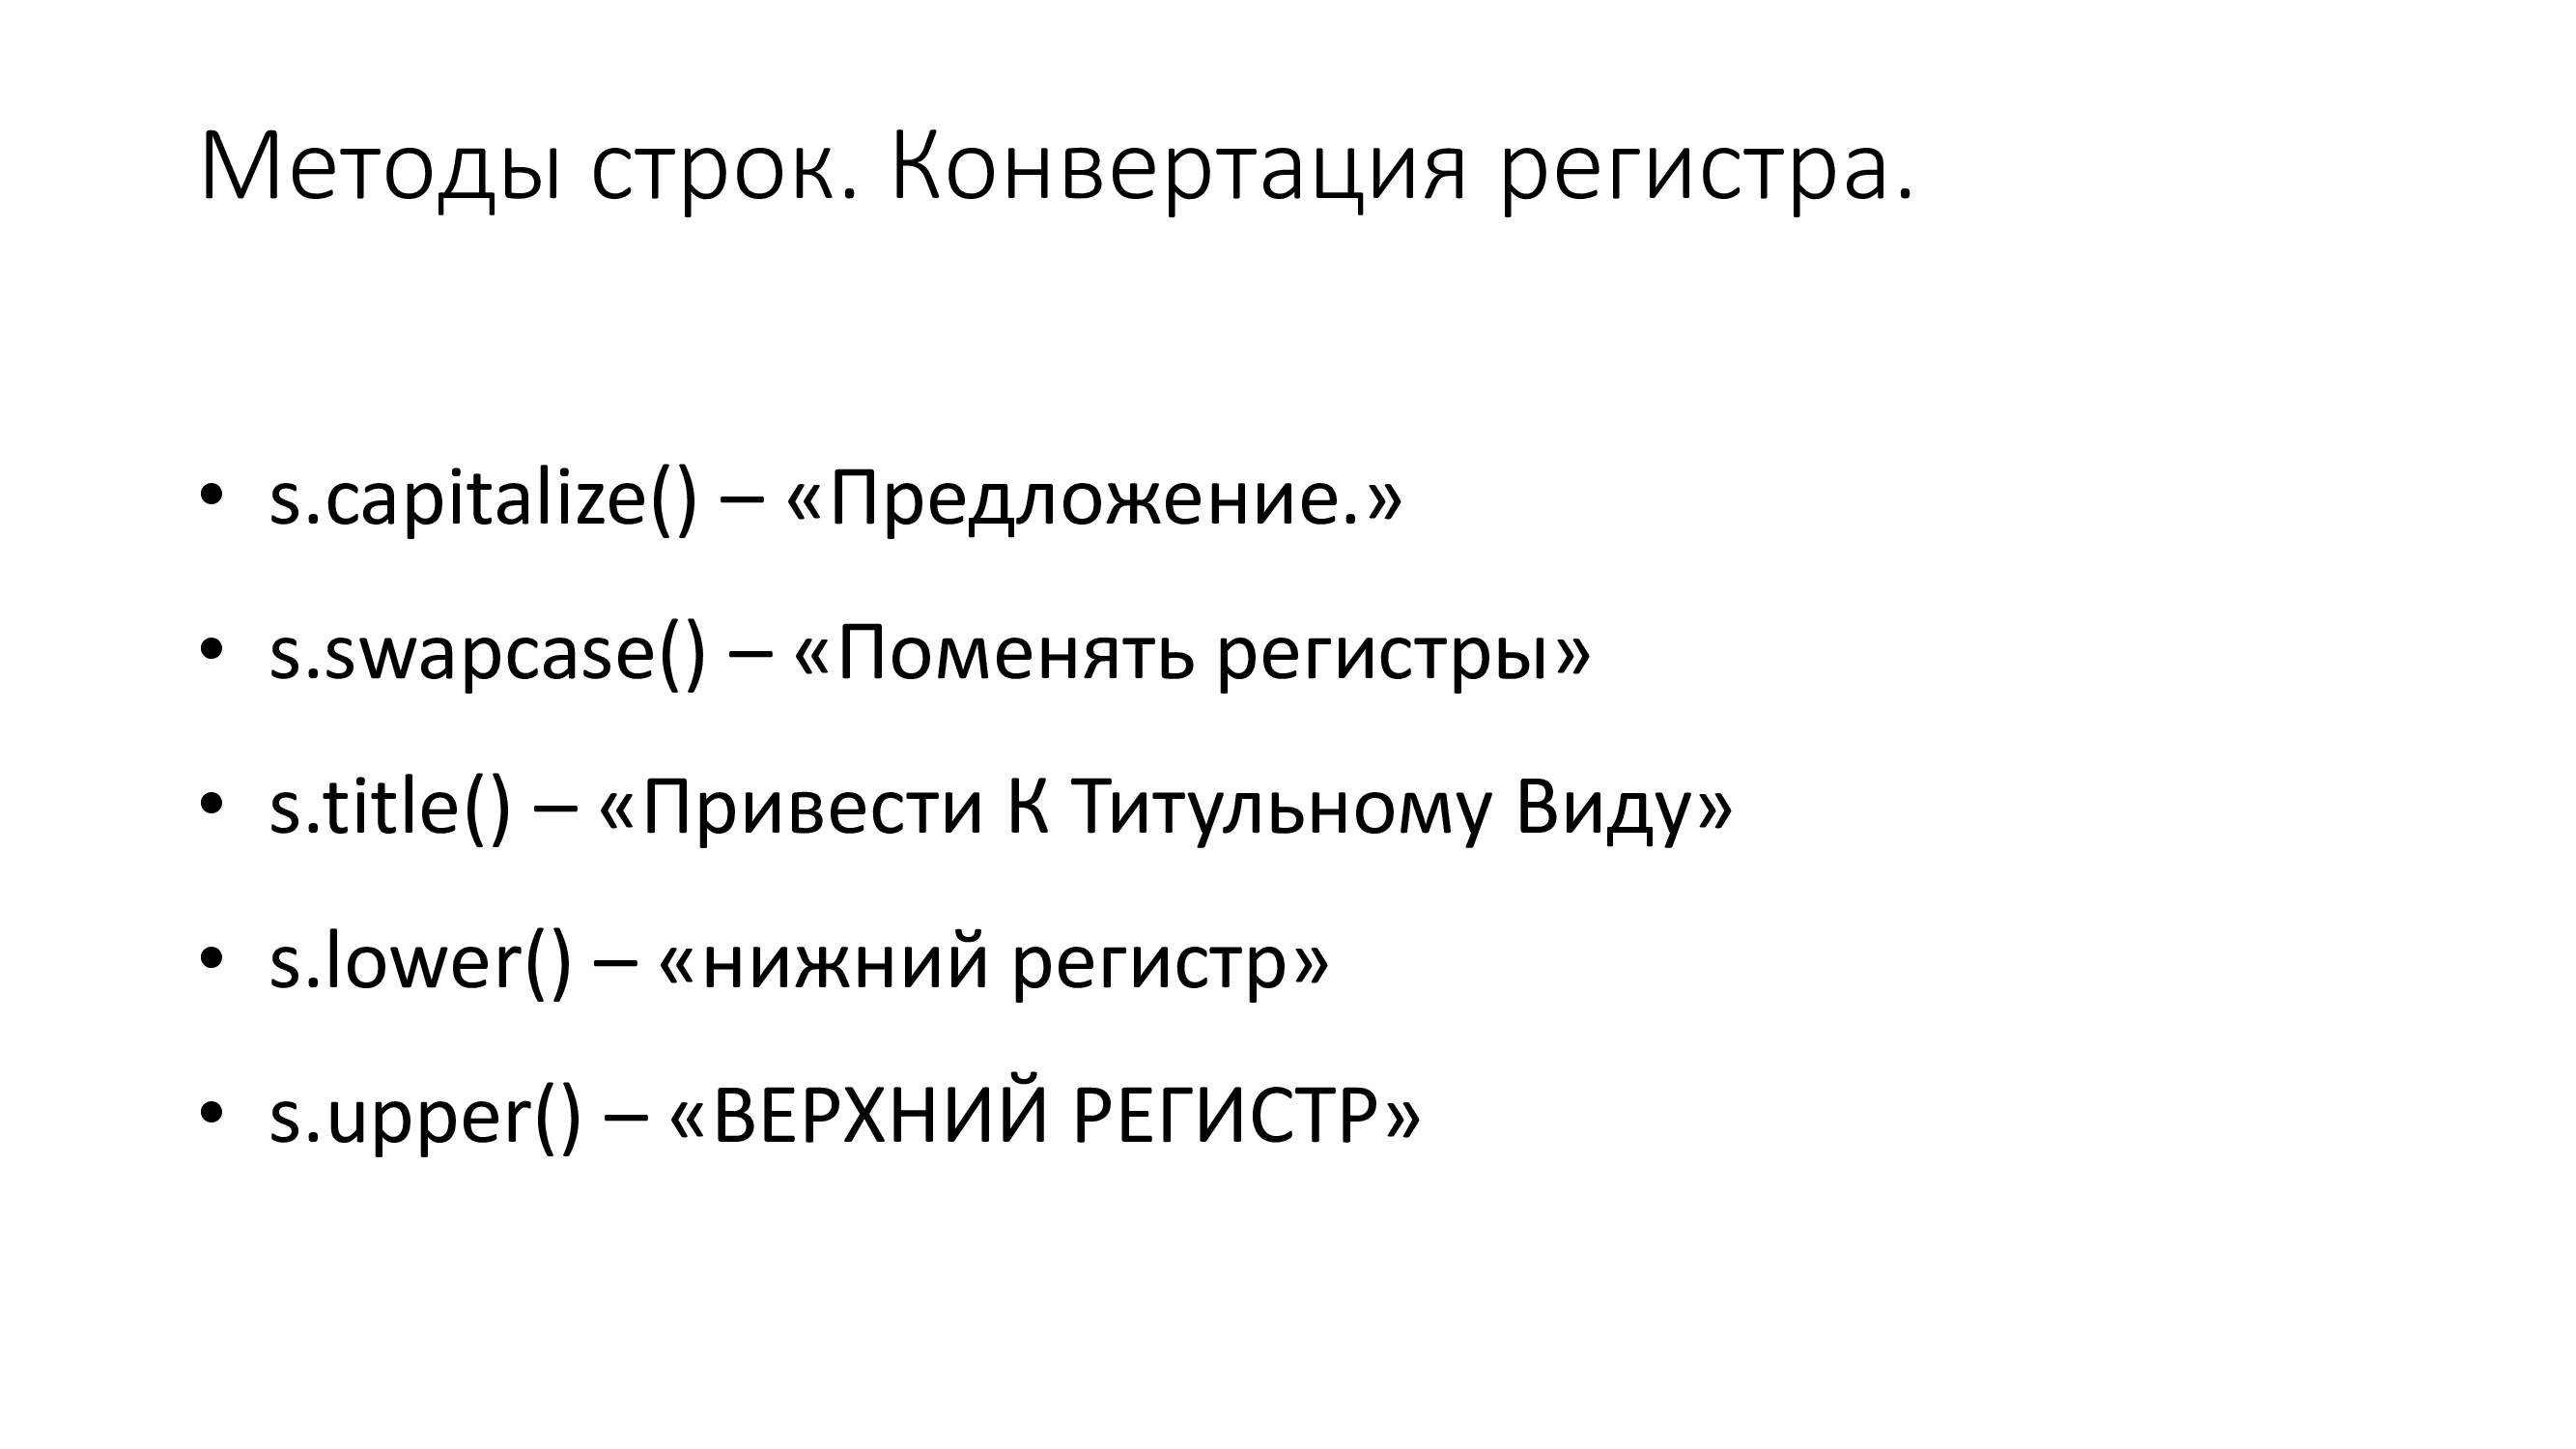 Методы строк. Конвертация регистра.
• s.capitalize() – «Предложение.»
• s.swapcase() – «Поменять регистры»
• s.title() – «Привести К Титульному Виду»
• s.lower() – «нижний регистр»
• s.upper() – «ВЕРХНИЙ РЕГИСТР»